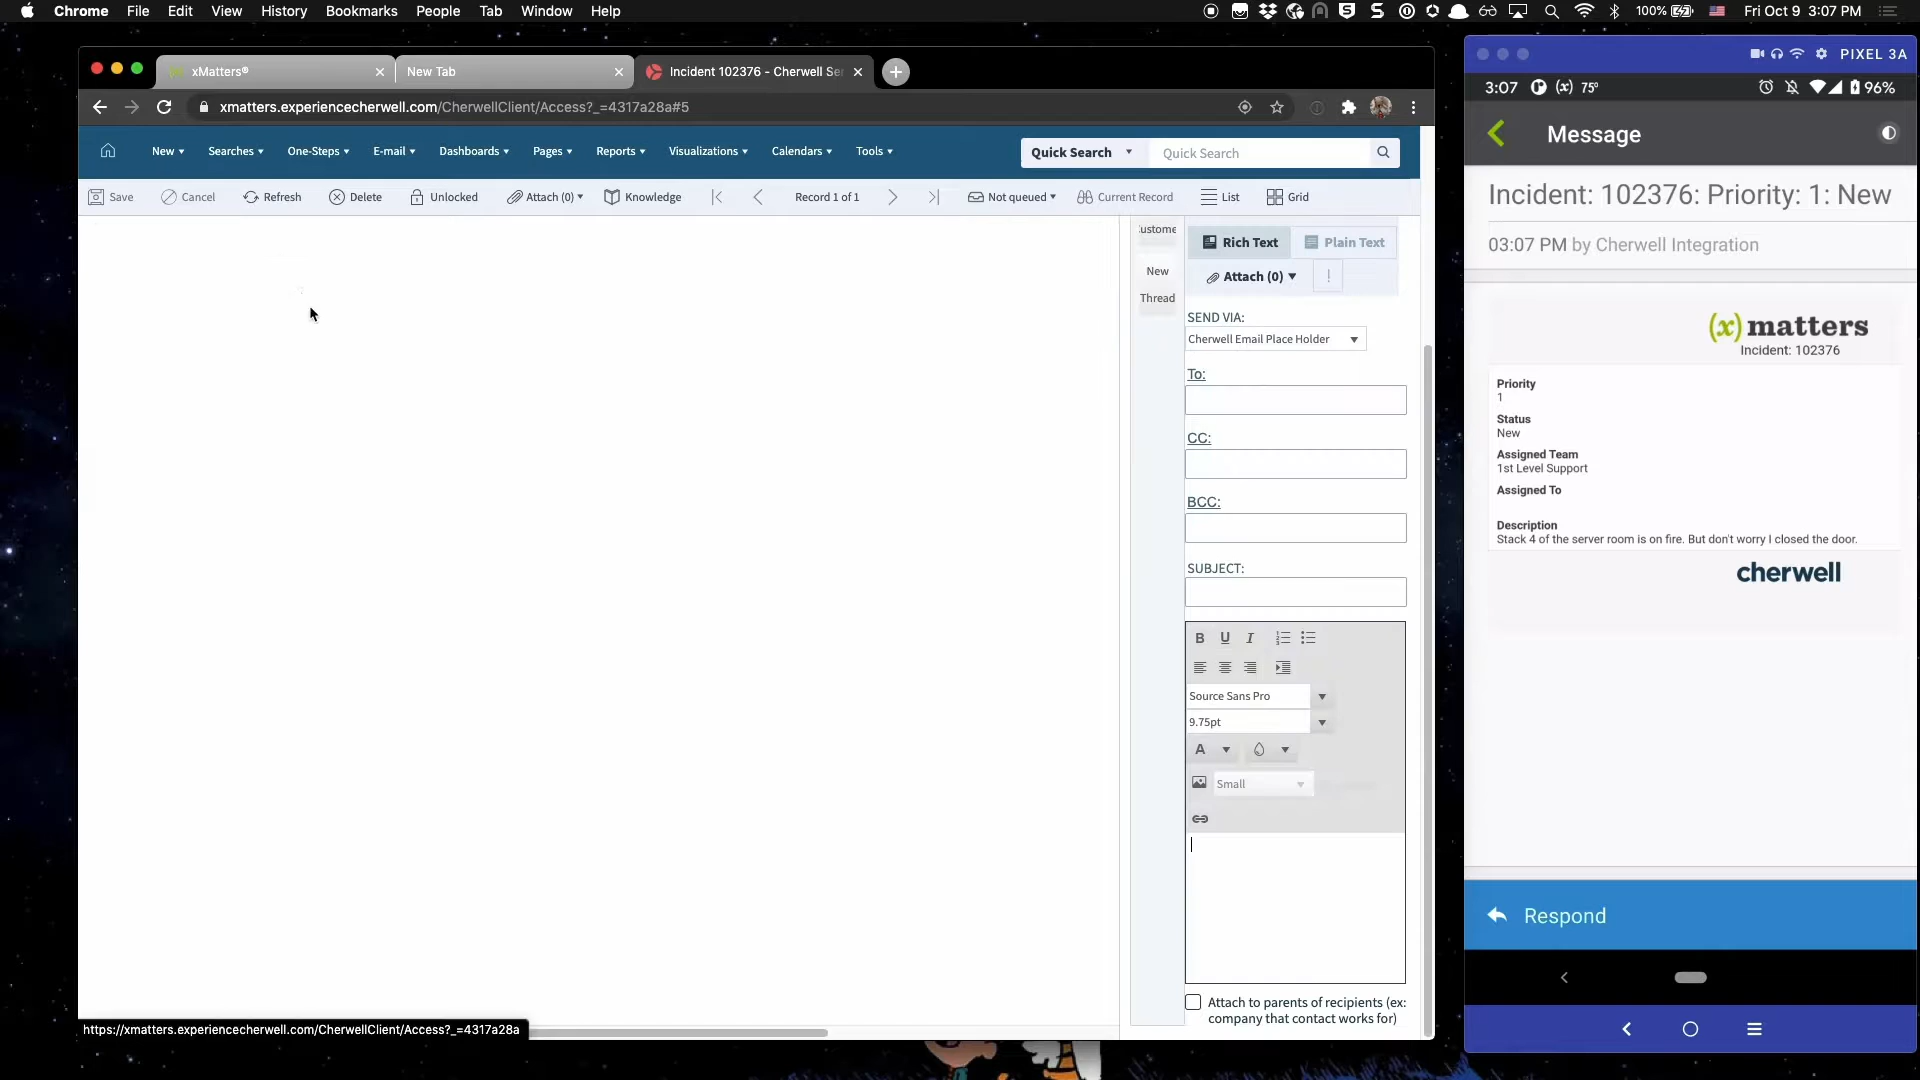 Chrome File Edit View History Bookmarks People Tab Window Help
100% Fri Oct 9 3:07 PM
xMatters®
New Tab
Incident 102376 - Cherwell Ser
xmatters.experiencecherwell.com/CherwellClient/Access?_=4317a28a#5
New Searches One-Steps E-mail Dashboards Pages Reports Visualizations Calendars Tools
Quick Search Quick Search
Save Cancel Refresh Delete Unlocked Attach (0) Knowledge Record 1 of 1 Not queued Current Record List Grid
New
Thread
Rich Text Plain Text
Attach (0)
SEND VIA:
Cherwell Email Place Holder
To:
CC:
BCC:
SUBJECT:
B U I
Source Sans Pro
9.75pt
A
Small
Attach to parents of recipients (ex:
company that contact works for)
https://xmatters.experiencecherwell.com/CherwellClient/Access?_=4317a28a
PIXEL 3A
3:07 (x) 75° 96%
Message
Incident: 102376: Priority: 1: New
03:07 PM by Cherwell Integration
(x) matters
Incident: 102376
Priority
1
Status
New
Assigned Team
1st Level Support
Assigned To
Description
Stack 4 of the server room is on fire. But don't worry I closed the door.
cherwell
Respond